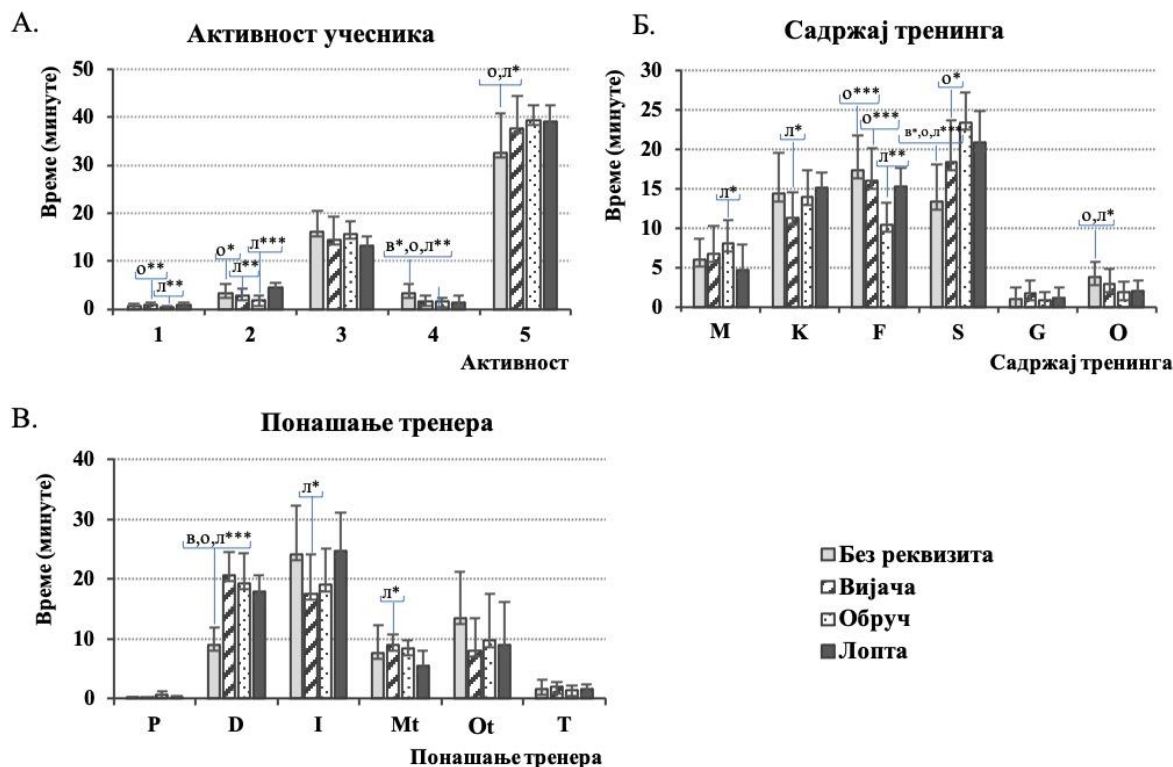 А.
Активност учесника
Време (минуте)
50
40
30
20
10
0
о**
л**
о*
л**
л***
в*,о,л**
о,л*
1 2 3 4 5
Активност
Б.
Садржај тренинга
Време (минуте)
30
25
20
15
10
5
0
л*
л*
о***
о***
л**
в*,о,л***
о*
о,л*
M K F S G O
Садржај тренинга
В.
Понашање тренера
Време (минуте)
40
30
20
10
0
в,о,л***
л*
л*
P D I Mt Ot T
Понашање тренера
Без реквизита
Вијача
Обруч
Лопта